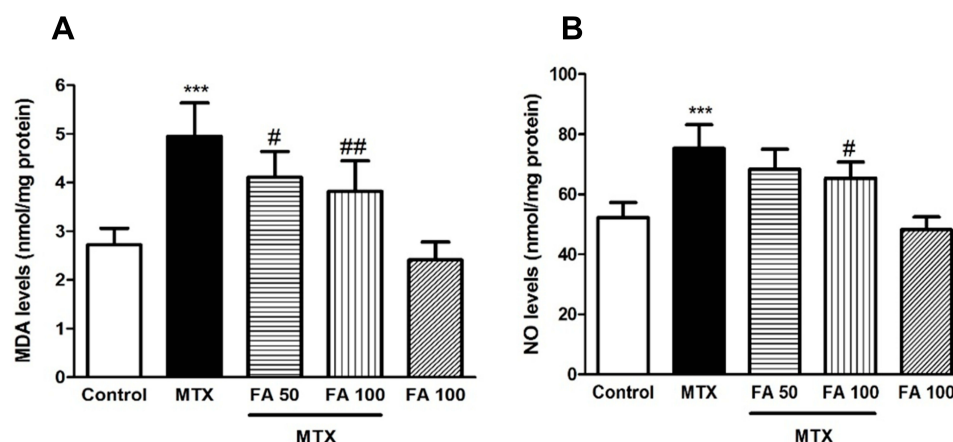 A
MDA levels (nmol/mg protein)
6
5
4
3
2
1
0
***
#
##
Control MTX FA 50 FA 100 FA 100
MTX
B
NO levels (nmol/mg protein)
100
80
60
40
20
0
***
#
Control MTX FA 50 FA 100 FA 100
MTX